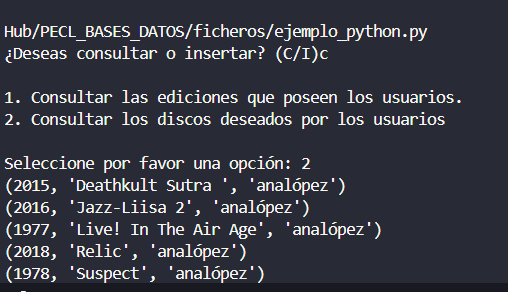 Hub/PECL_BASES_DATOS/ficheros/ejemplo_python.py
¿Deseas consultar o insertar? (C/I)c
1. Consultar las ediciones que poseen los usuarios.
2. Consultar los discos deseados por los usuarios
Seleccione por favor una opción: 2
(2015, 'Deathkult Sutra ', 'analópez')
(2016, 'Jazz-Liisa 2', 'analópez')
(1977, 'Live! In The Air Age', 'analópez')
(2018, 'Relic', 'analópez')
(1978, 'Suspect', 'analópez')